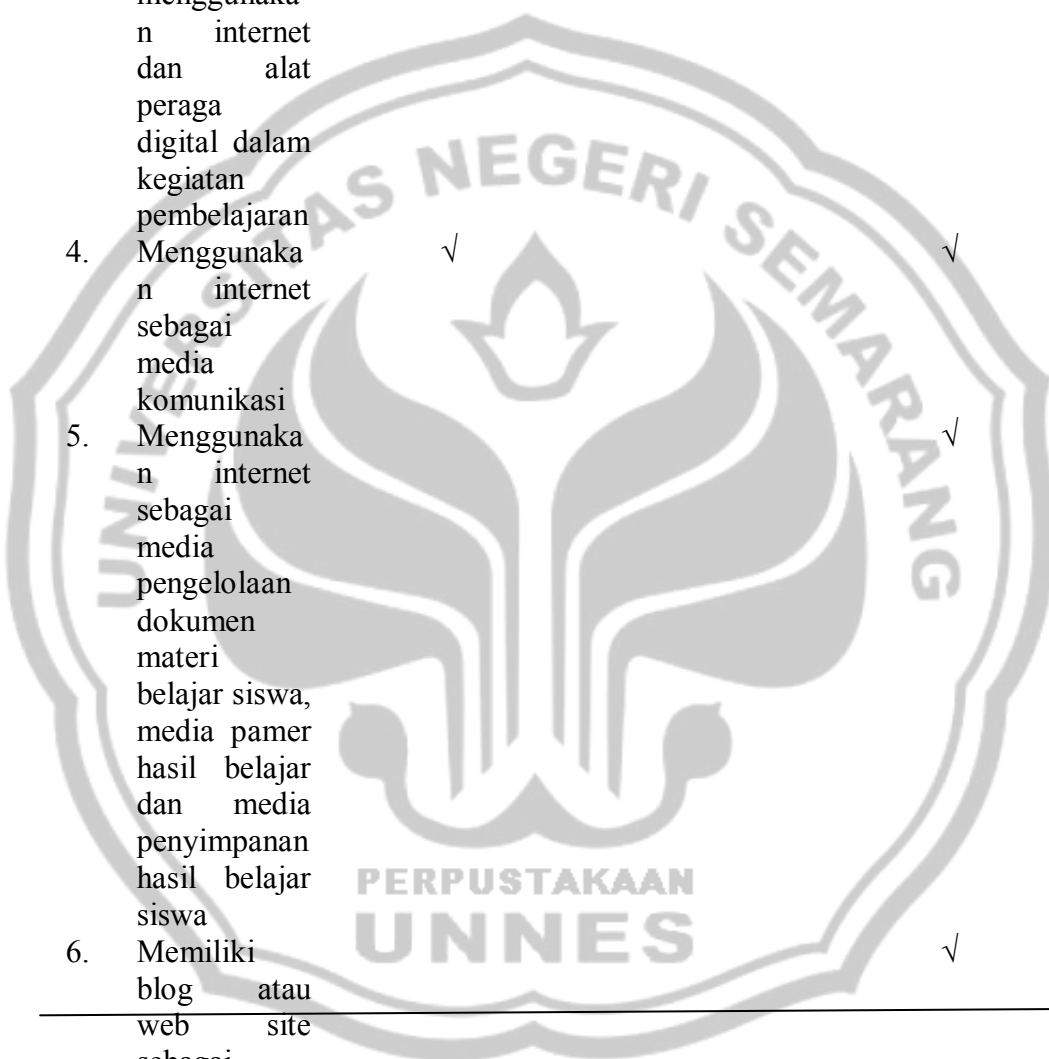 menggunaka
n internet
dan alat
peraga
digital dalam
kegiatan
pembelajaran
4. Menggunaka √ √
n internet
sebagai
media
komunikasi
5. Menggunaka √
n internet
sebagai
media
pengelolaan
dokumen
materi
belajar siswa,
media pamer
hasil belajar
dan media
penyimpanan
hasil belajar
siswa
6. Memiliki √
blog atau
web site
sebagai
UNIVERSITAS NEGERI SEMARANG
PERPUSTAKAAN
UNNES